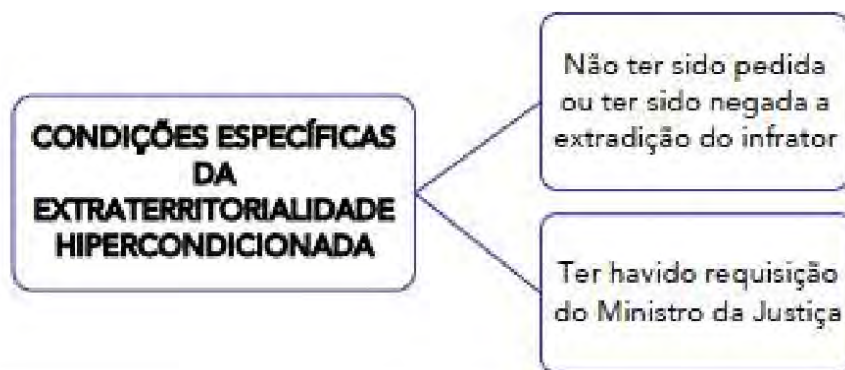 CONDIÇÕES ESPECÍFICAS
DA
EXTRATERRITORIALIDADE
HIPERCONDICIONADA
Não ter sido pedida
ou ter sido negada a
extradição do infrator
Ter havido requisição
do Ministro da Justiça